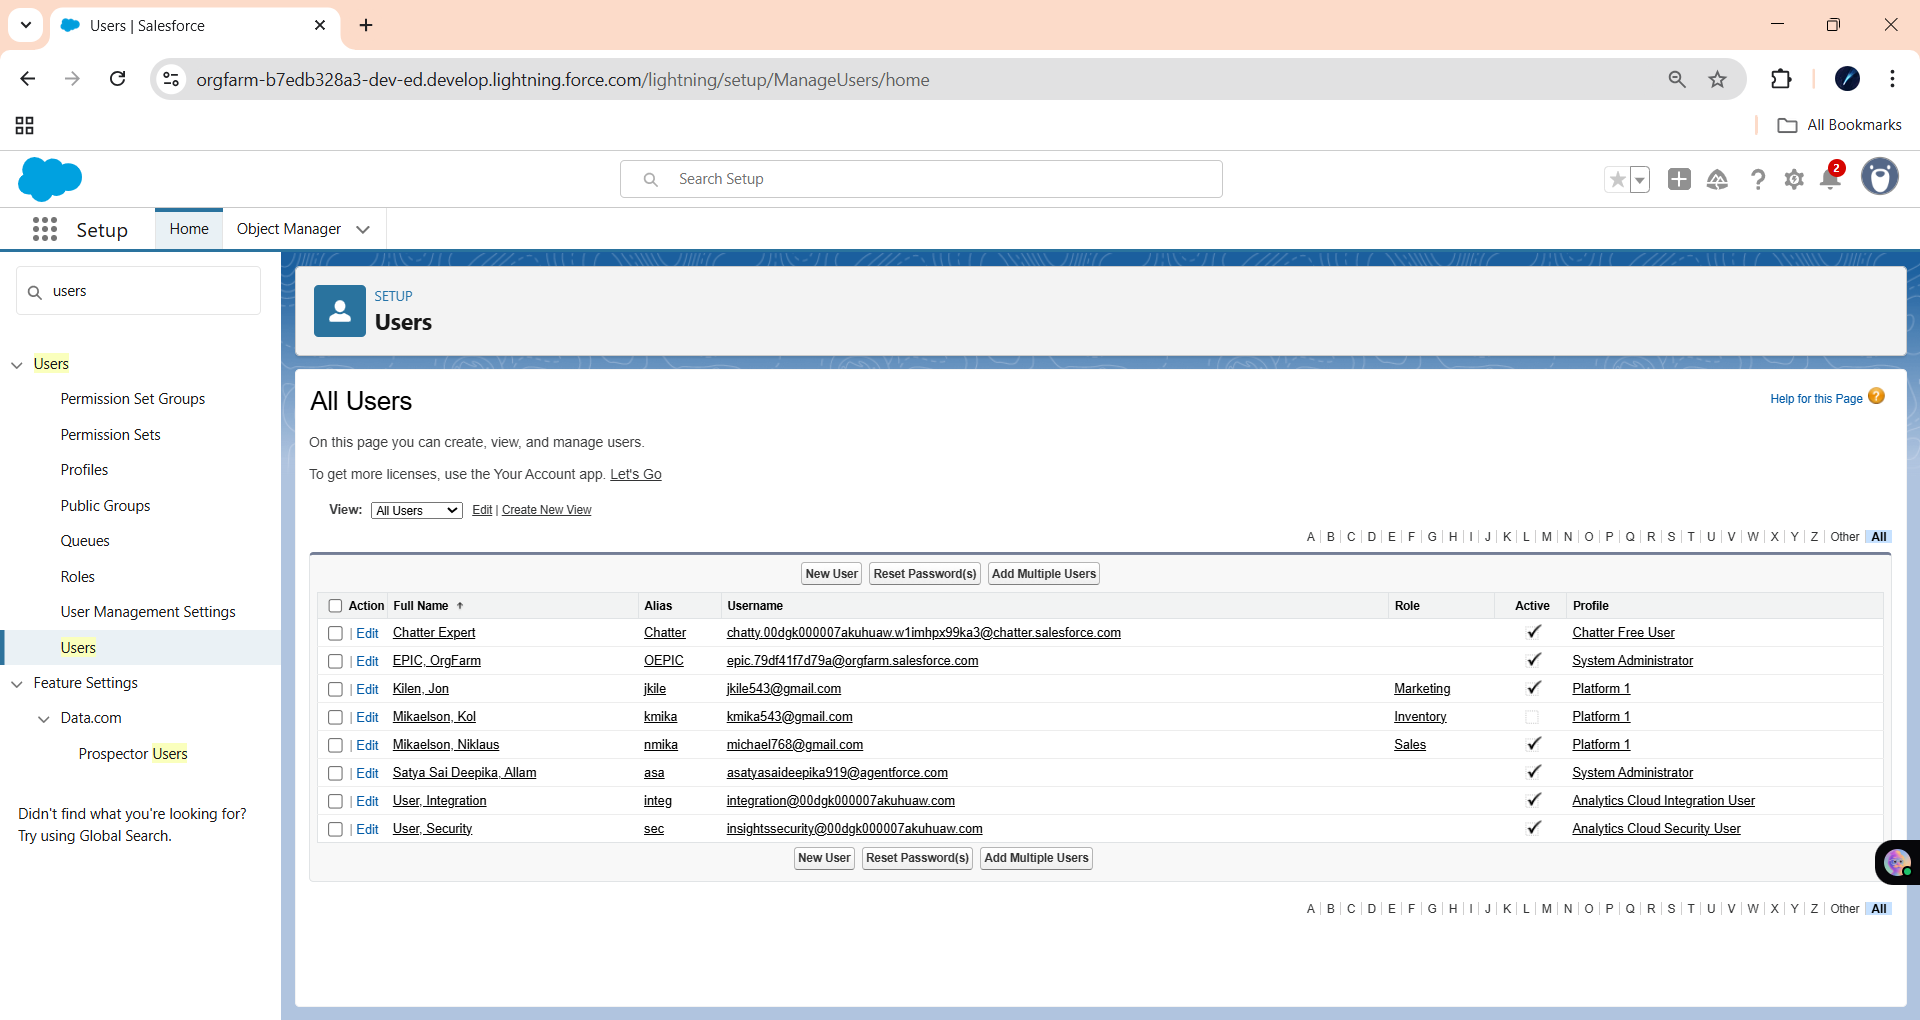 Users | Salesforce
orgfarm-b7edb328a3-dev-ed.develop.lightning.force.com/lightning/setup/ManageUsers/home
All Bookmarks
Search Setup
2
Setup
Home
Object Manager
users
SETUP
Users
Users
Permission Set Groups
Permission Sets
Profiles
Public Groups
Queues
Roles
User Management Settings
Users
Feature Settings
Data.com
Prospector Users
Didn't find what you're looking for?
Try using Global Search.
All Users
Help for this Page ?
On this page you can create, view, and manage users.
To get more licenses, use the Your Account app. Let's Go
View: All Users Edit | Create New View
A | B | C | D | E | F | G | H | I | J | K | L | M | N | O | P | Q | R | S | T | U | V | W | X | Y | Z | Other All
New User Reset Password(s) Add Multiple Users
Action Full Name ↑ Alias Username Role Active Profile
| Edit Chatter Expert Chatter chatty.00dgk000007akuhuaw.w1imhpx99ka3@chatter.salesforce.com ✓ Chatter Free User
| Edit EPIC, OrgFarm OEPIC epic.79df41f7d79a@orgfarm.salesforce.com ✓ System Administrator
| Edit Kilen, Jon jkile jkile543@gmail.com Marketing ✓ Platform 1
| Edit Mikaelson, Kol kmika kmika543@gmail.com Inventory Platform 1
| Edit Mikaelson, Niklaus nmika michael768@gmail.com Sales ✓ Platform 1
| Edit Satya Sai Deepika, Allam asa asatyasaideepika919@agentforce.com ✓ System Administrator
| Edit User, Integration integ integration@00dgk000007akuhuaw.com ✓ Analytics Cloud Integration User
| Edit User, Security sec insightssecurity@00dgk000007akuhuaw.com ✓ Analytics Cloud Security User
New User Reset Password(s) Add Multiple Users
A | B | C | D | E | F | G | H | I | J | K | L | M | N | O | P | Q | R | S | T | U | V | W | X | Y | Z | Other All